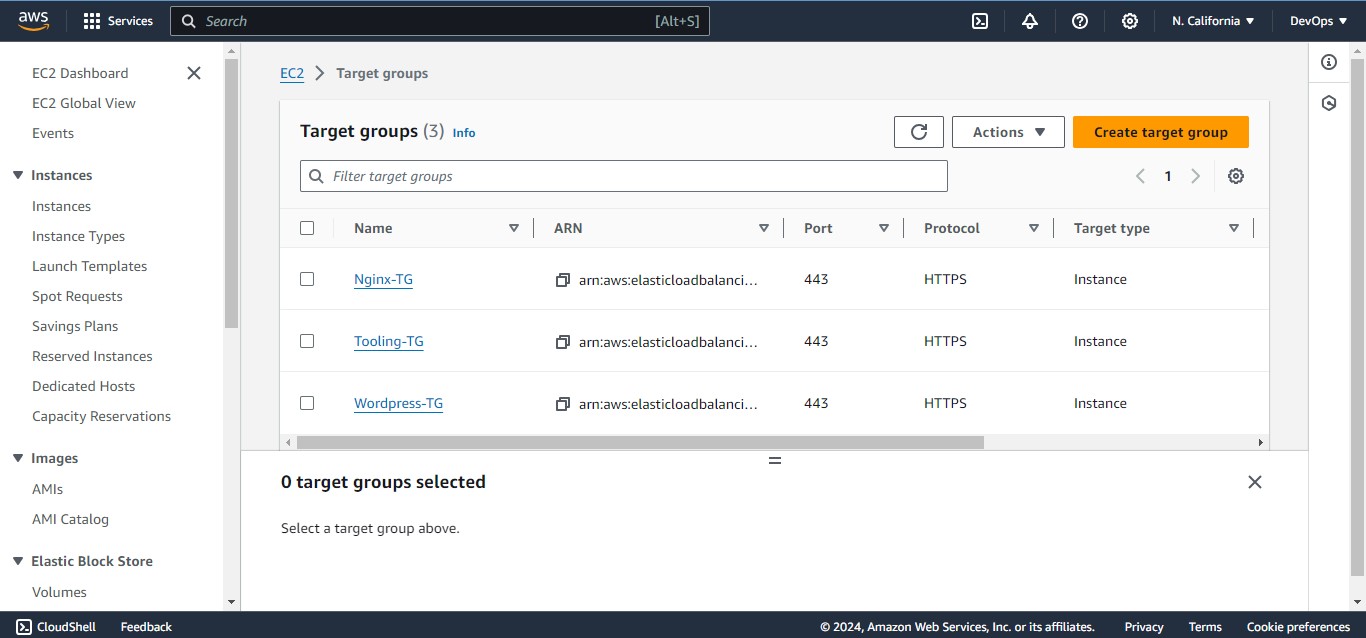 aws
Services
Search [Alt+S]
N. California
DevOps
EC2 Dashboard
EC2 Global View
Events
Instances
Instances
Instance Types
Launch Templates
Spot Requests
Savings Plans
Reserved Instances
Dedicated Hosts
Capacity Reservations
Images
AMIs
AMI Catalog
Elastic Block Store
Volumes
EC2 Target groups
Target groups (3) Info
Actions
Create target group
Filter target groups
1
Name ARN Port Protocol Target type
Nginx-TG arn:aws:elasticloadbalanci... 443 HTTPS Instance
Tooling-TG arn:aws:elasticloadbalanci... 443 HTTPS Instance
Wordpress-TG arn:aws:elasticloadbalanci... 443 HTTPS Instance
0 target groups selected
Select a target group above.
CloudShell Feedback © 2024, Amazon Web Services, Inc. or its affiliates. Privacy Terms Cookie preferences